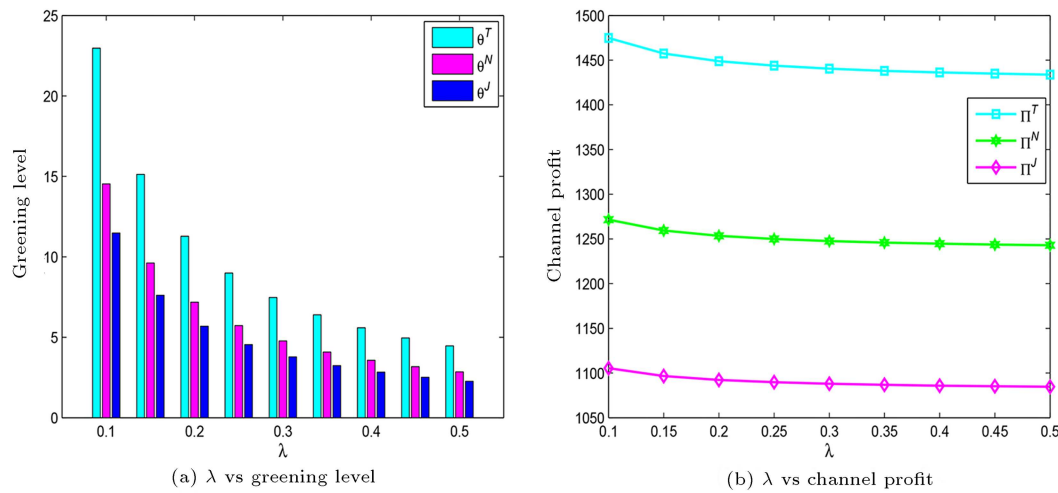 25
20
15
10
5
0
Greening level
θ^T
θ^N
θ^J
0.1
0.2
0.3
0.4
0.5
λ
(a) λ vs greening level
1500
1450
1400
1350
1300
1250
1200
1150
1100
1050
Channel profit
Π^T
Π^N
Π^J
0.1
0.15
0.2
0.25
0.3
0.35
0.4
0.45
0.5
λ
(b) λ vs channel profit